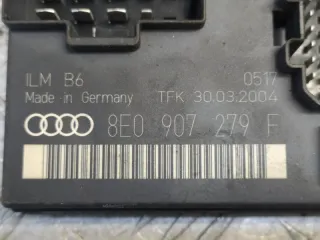 ILM B6 0517
Made in Germany TFK 30.03.2004
8E0 907 279 F